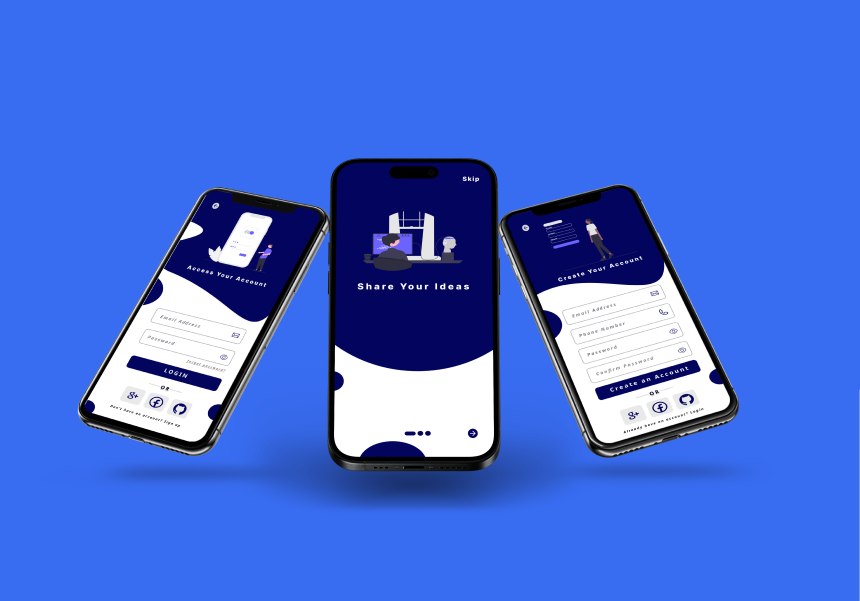 Access Your Account
Email Address
Password
forgot password?
LOGIN
OR
g+
Don't have an account? Sign up
Skip
Share Your Ideas
Create Your Account
Email Address
Phone Number
Password
Confirm Password
Create an Account
OR
g+
Already have an account? Login